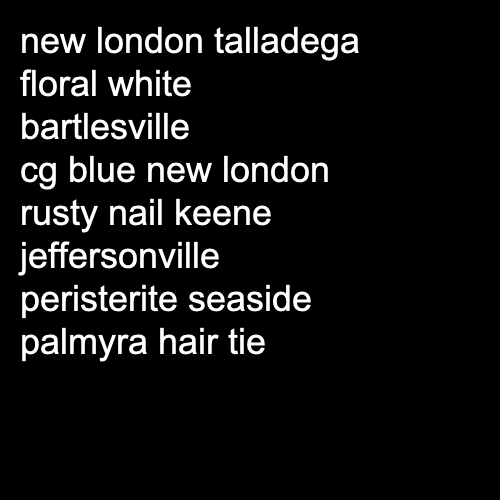 new london talladega
floral white
bartlesville
cg blue new london
rusty nail keene
jeffersonville
peristerite seaside
palmyra hair tie